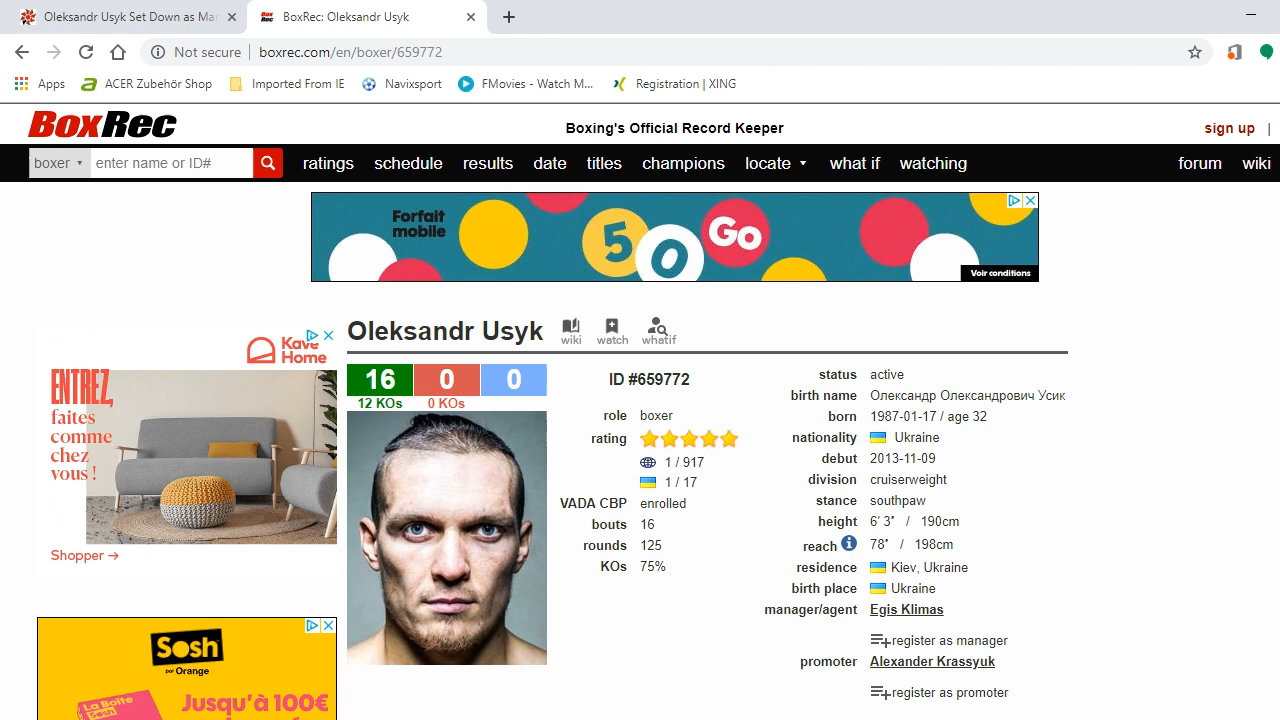 Oleksandr Usyk Set Down as Ma
BoxRec: Oleksandr Usyk
Not secure
boxrec.com/en/boxer/659772
Apps
ACER Zubehör Shop
Imported From IE
Navixsport
FMovies - Watch M...
Registration | XING
BoxRec
Boxing's Official Record Keeper
sign up |
boxer
enter name or ID#
ratings
schedule
results
date
titles
champions
locate
what if
watching
forum
wiki
Forfait
mobile
5 0 Go
Voir conditions
Kave
Home
ENTREZ,
faites
comme
chez
vous !
Shopper →
Sosh
par Orange
La Boîte
Sosh
Jusqu'à 100€
Oleksandr Usyk
wiki
watch
whatif
16 0 0
12 KOs 0 KOs
ID #659772
role boxer
rating
1 / 917
1 / 17
VADA CBP enrolled
bouts 16
rounds 125
KOs 75%
status active
birth name Олександр Олександрович Усик
born 1987-01-17 / age 32
nationality Ukraine
debut 2013-11-09
division cruiserweight
stance southpaw
height 6′ 3″ / 190cm
reach 78″ / 198cm
residence Kiev, Ukraine
birth place Ukraine
manager/agent Egis Klimas
register as manager
promoter Alexander Krassyuk
register as promoter